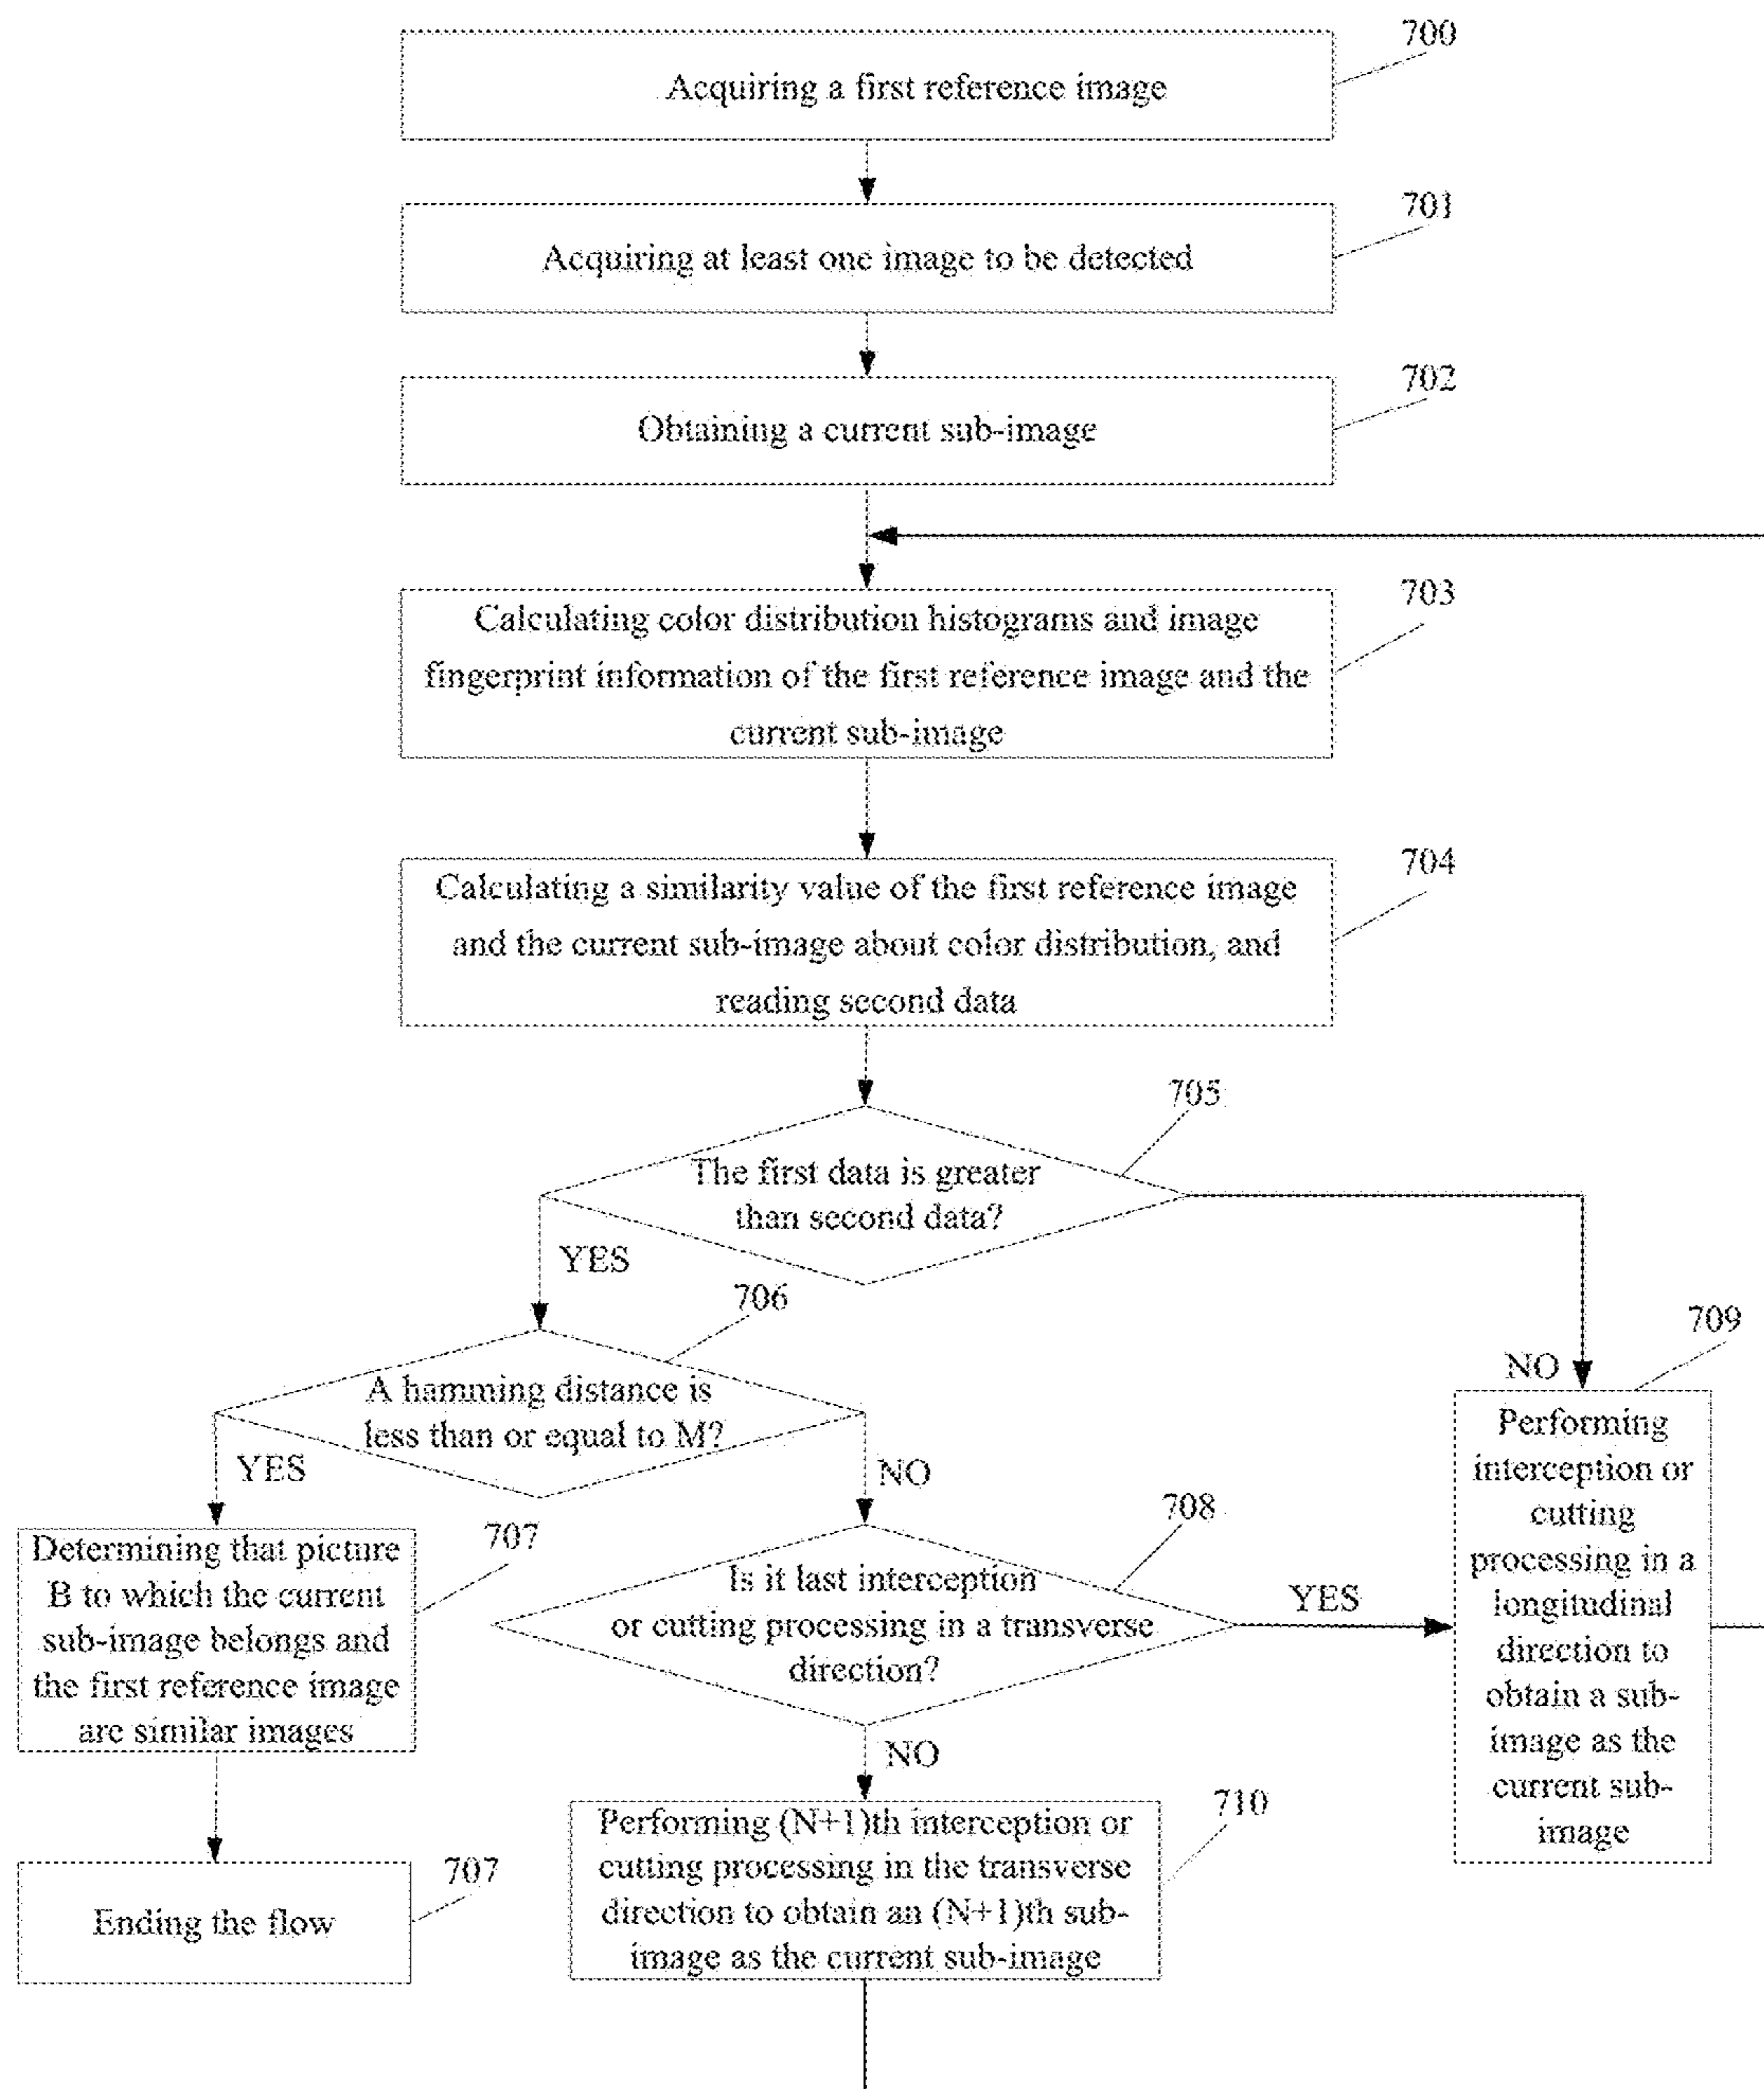 700
Acquiring a first reference image
701
Acquiring at least one image to be detected
702
Obtaining a current sub-image
703
Calculating color distribution histograms and image
fingerprint information of the first reference image and the
current sub-image
704
Calculating a similarity value of the first reference image
and the current sub-image about color distribution, and
reading second data
705
The first data is greater
than second data?
YES
NO
706
A hamming distance is
less than or equal to M?
YES
NO
707
Determining that picture
B to which the current
sub-image belongs and
the first reference image
are similar images
708
Is it last interception
or cutting processing in a transverse
direction?
YES
NO
709
Performing
interception or
cutting
processing in a
longitudinal
direction to
obtain a sub-
image as the
current sub-
image
710
Performing (N+1)th interception or
cutting processing in the transverse
direction to obtain an (N+1)th sub-
image as the current sub-image
707
Ending the flow